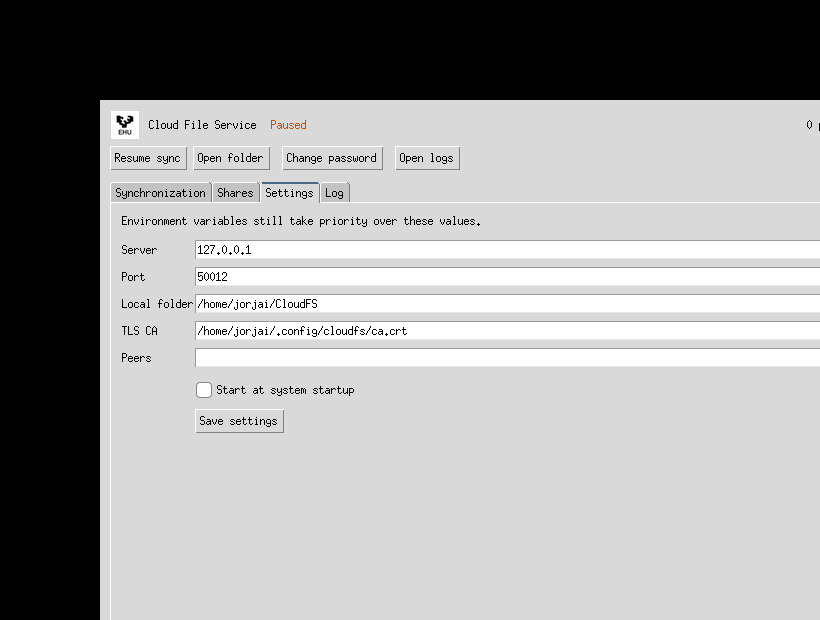 EHU
Cloud File Service Paused 0
Resume sync Open folder Change password Open logs
Synchronization Shares Settings Log
Environment variables still take priority over these values.
Server 127.0.0.1
Port 50012
Local folder /home/jorjai/CloudFS
TLS CA /home/jorjai/.config/cloudfs/ca.crt
Peers
Start at system startup
Save settings